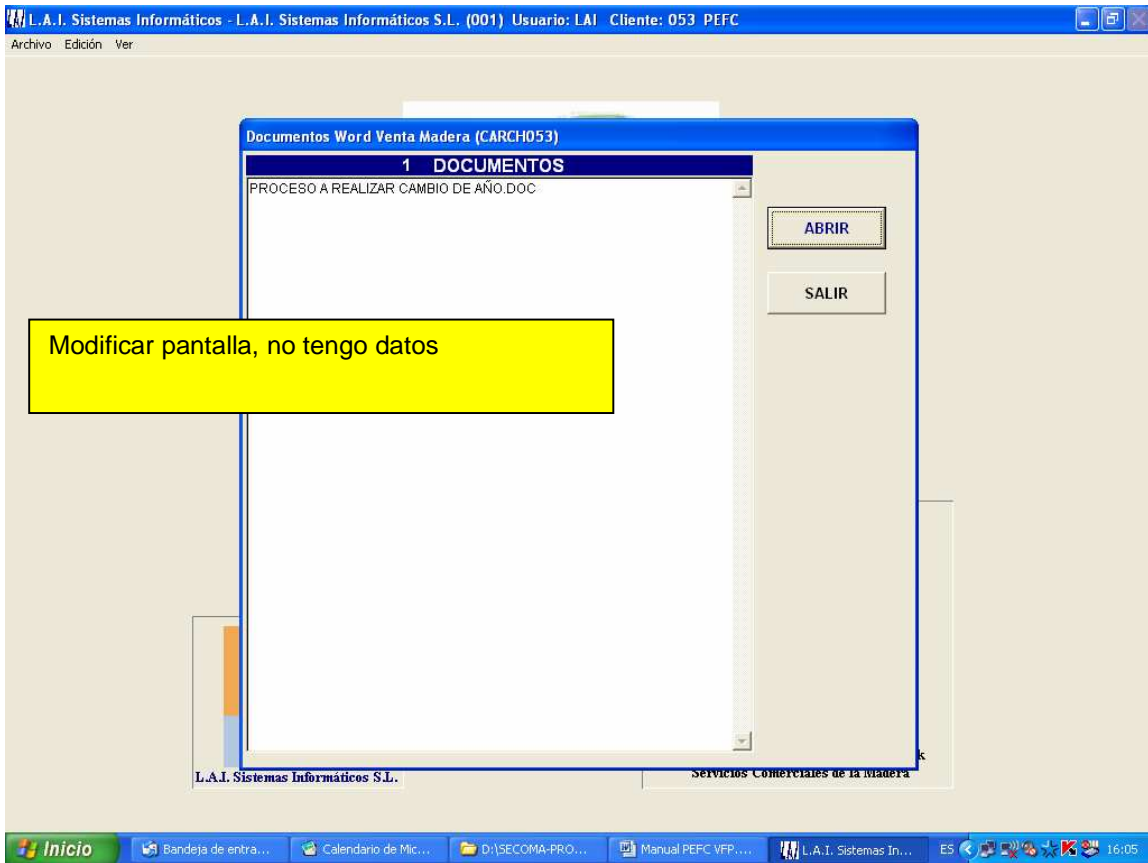 L.A.I. Sistemas Informáticos - L.A.I. Sistemas Informáticos S.L. (001) Usuario: LAI Cliente: 053 PEFC
Archivo Edición Ver
Documentos Word Venta Madera (CARCH053)
1 DOCUMENTOS
PROCESO A REALIZAR CAMBIO DE AÑO.DOC
ABRIR
SALIR
Modificar pantalla, no tengo datos
k
L.A.I. Sistemas Informáticos S.L.
Servicios Comerciales de la Madera
Inicio
Bandeja de entra...
Calendario de Mic...
D:\SECOMA-PRO...
Manual PEFC VFP....
L.A.I. Sistemas In...
ES
16:05